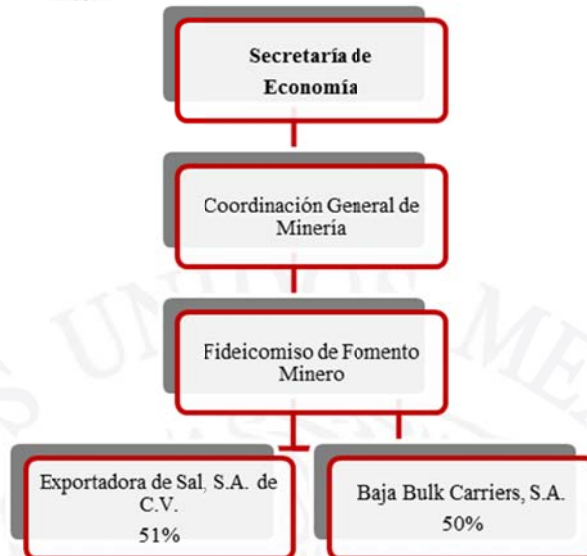 Secretaría de
Economía
Coordinación General de
Minería
Fideicomiso de Fomento
Minero
Exportadora de Sal, S.A. de
C.V.
51%
Baja Bulk Carriers, S.A.
50%